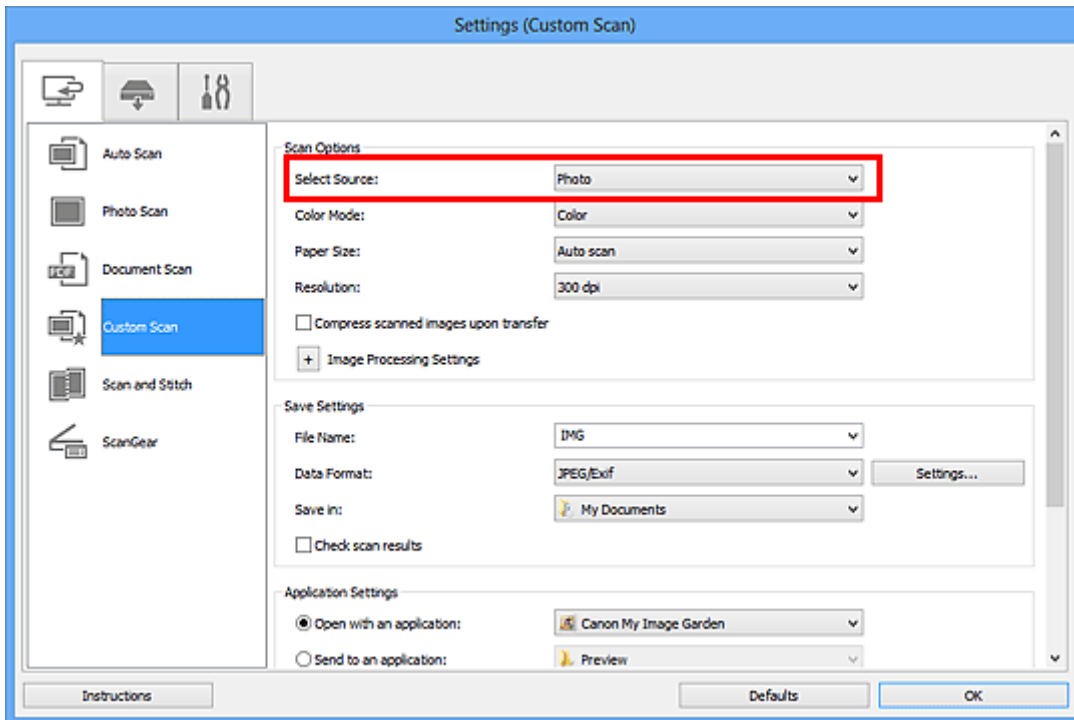 Settings (Custom Scan)
Auto Scan
Photo Scan
Document Scan
Custom Scan
Scan and Stitch
ScanGear
Scan Options
Select Source: Photo
Color Mode: Color
Paper Size: Auto scan
Resolution: 300 dpi
Compress scanned images upon transfer
+ Image Processing Settings
Save Settings
File Name: IMG
Data Format: JPEG/Exif Settings...
Save in: My Documents
Check scan results
Application Settings
Open with an application: Canon My Image Garden
Send to an application: Preview
Instructions Defaults OK